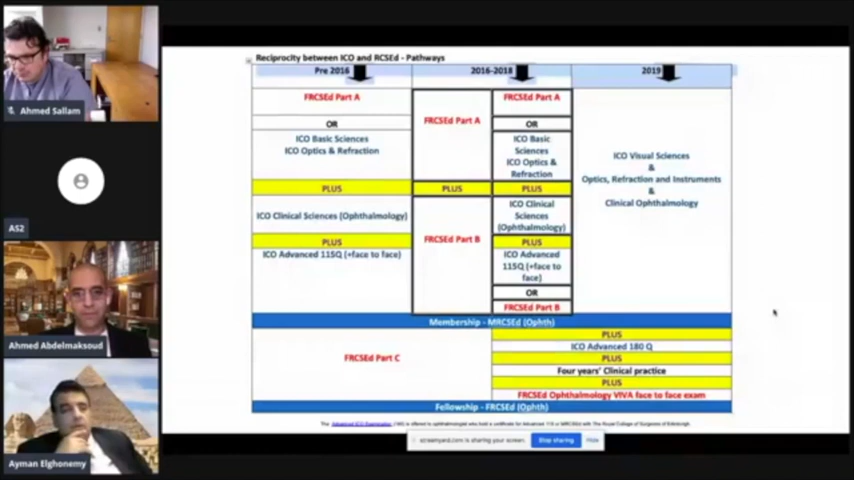 Reciprocity between ICO and RCSEd - Pathways
Pre 2016
2016-2018
2019
FRCSEd Part A
OR
ICO Basic Sciences
ICO Optics & Refraction
PLUS
ICO Clinical Sciences (Ophthalmology)
PLUS
ICO Advanced 115Q (+face to face)
FRCSEd Part A
PLUS
FRCSEd Part B
FRCSEd Part A
OR
ICO Basic
Sciences
ICO Optics &
Refraction
PLUS
ICO Clinical
Sciences
(Ophthalmology)
PLUS
ICO Advanced
115Q (+face to
face)
OR
FRCSEd Part B
ICO Visual Sciences
&
Optics, Refraction and Instruments
&
Clinical Ophthalmology
Membership - MRCSEd (Ophth)
FRCSEd Part C
PLUS
ICO Advanced 180 Q
PLUS
Four years' Clinical practice
PLUS
FRCSEd Ophthalmology VIVA face to face exam
Fellowship - FRCSEd (Ophth)
streamyard.com is sharing your screen.
Stop sharing
Hide
Ahmed Sallam
AS2
Ahmed Abdelmaksoud
Ayman Elghonemy